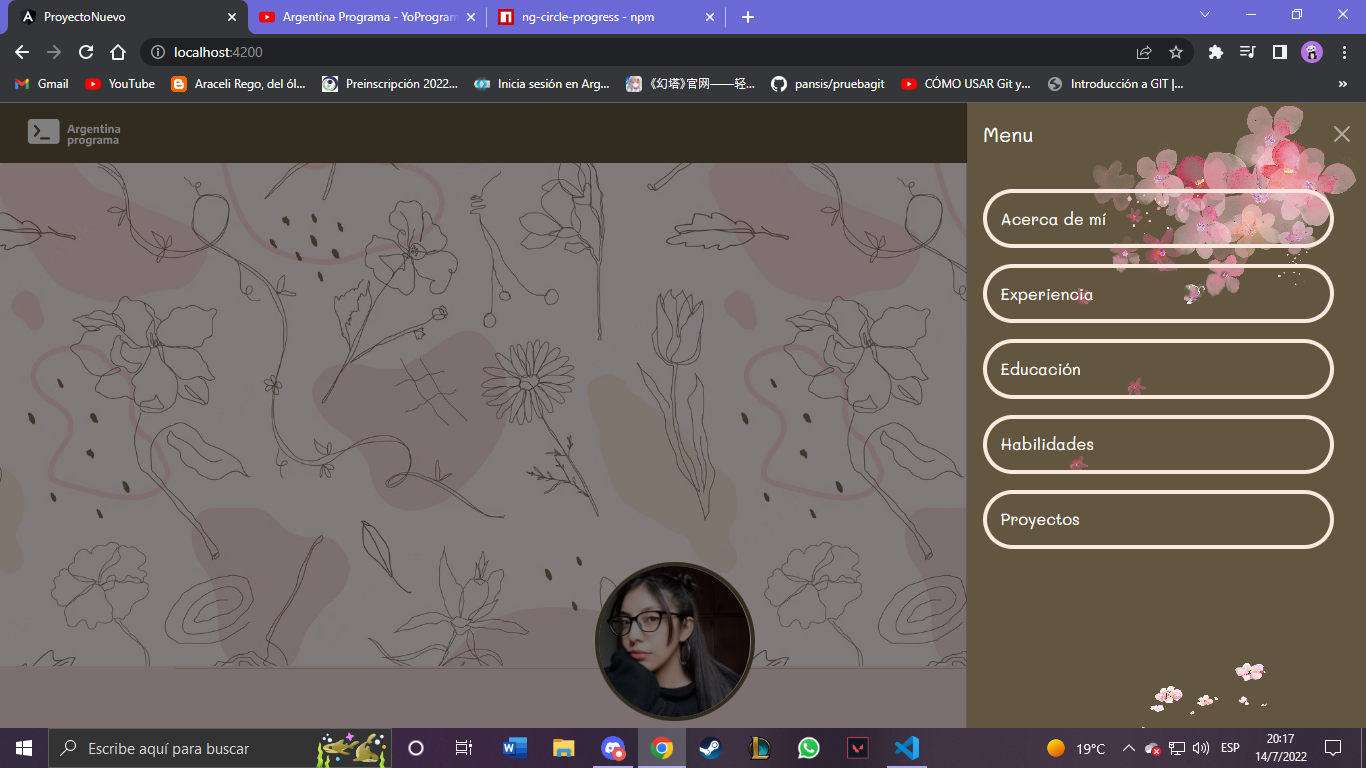 ProyectoNuevo
Argentina Programa - YoProgram
ng-circle-progress - npm
localhost:4200
Gmail
YouTube
Araceli Rego, del ól...
Preinscripción 2022...
Inicia sesión en Arg...
《幻塔》官网——轻...
pansis/pruebagit
CÓMO USAR Git y...
Introducción a GIT |...
»
Argentina
programa
Menu
Acerca de mí
Experiencia
Educación
Habilidades
Proyectos
Escribe aquí para buscar
19°C
ESP
20:17
14/7/2022